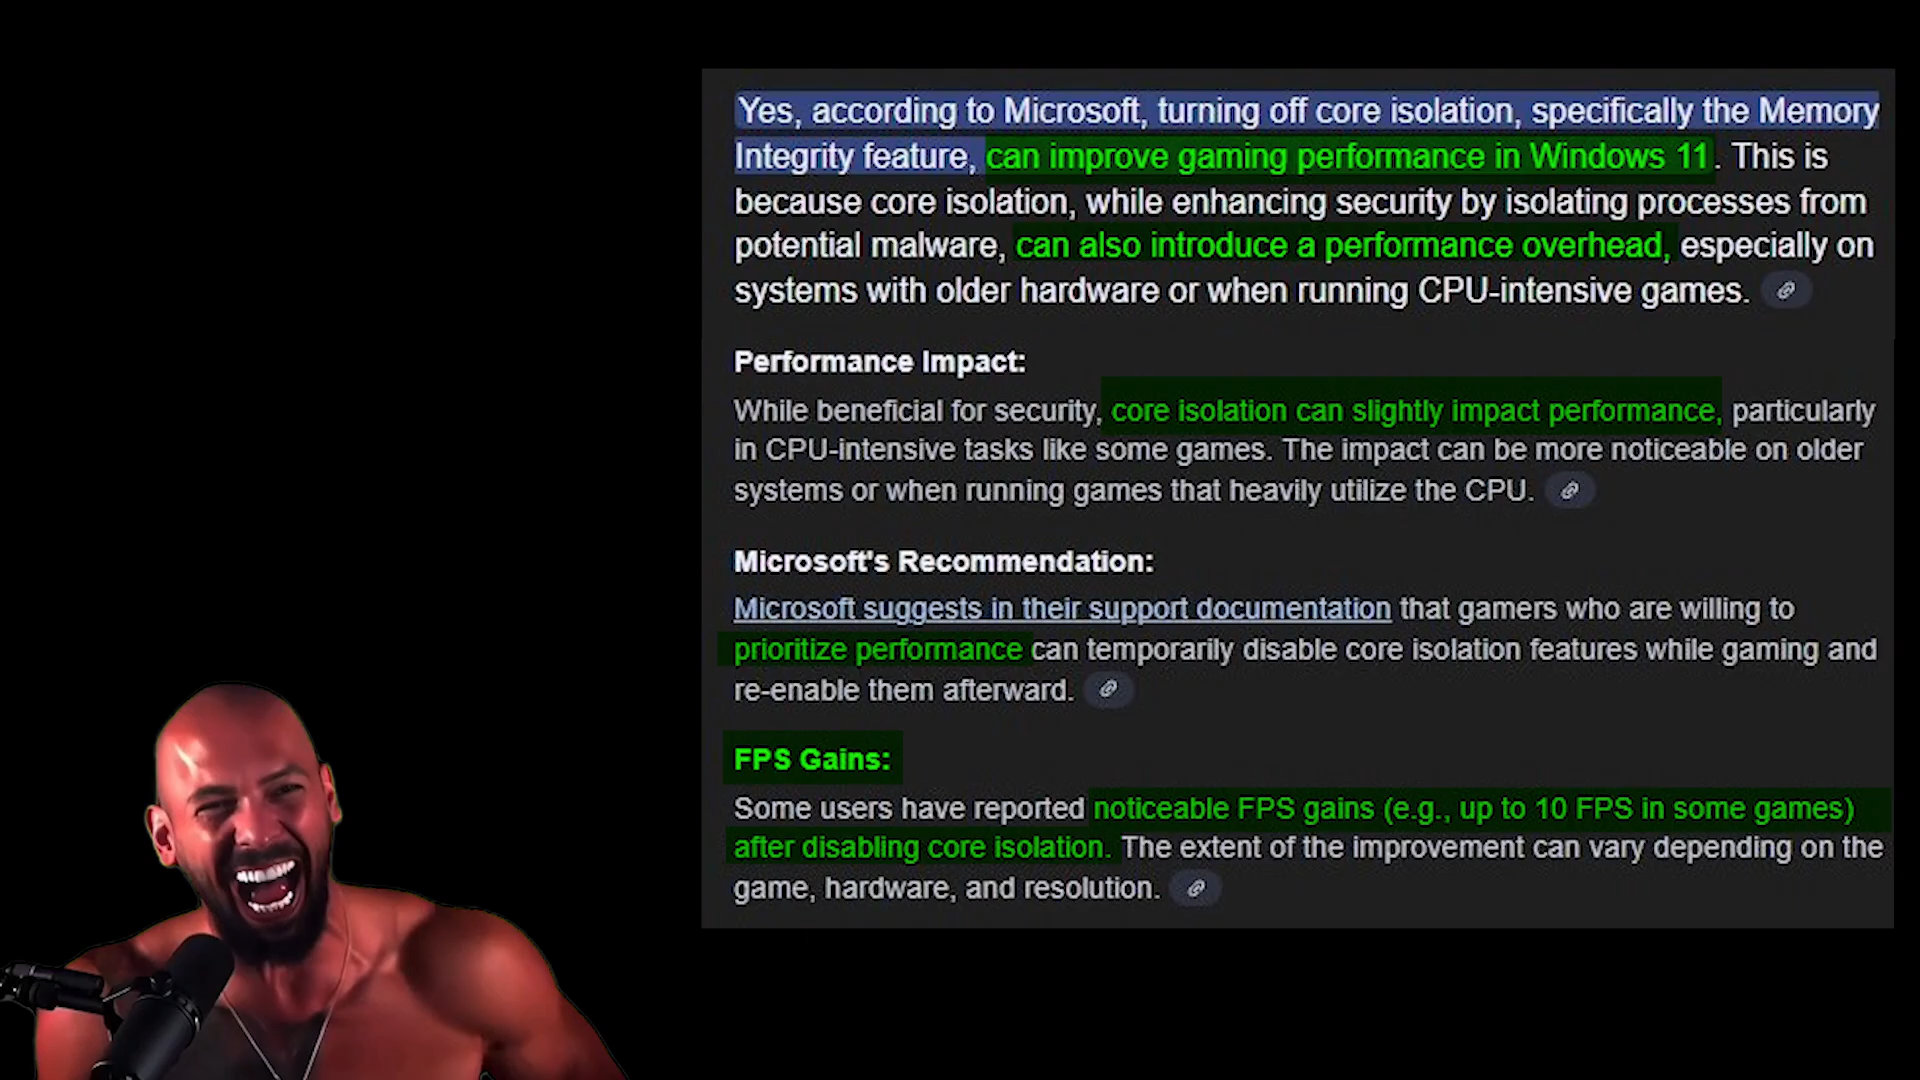 Yes, according to Microsoft, turning off core isolation, specifically the Memory
Integrity feature, can improve gaming performance in Windows 11. This is
because core isolation, while enhancing security by isolating processes from
potential malware, can also introduce a performance overhead, especially on
systems with older hardware or when running CPU-intensive games.
Performance Impact:
While beneficial for security, core isolation can slightly impact performance, particularly
in CPU-intensive tasks like some games. The impact can be more noticeable on older
systems or when running games that heavily utilize the CPU.
Microsoft's Recommendation:
Microsoft suggests in their support documentation that gamers who are willing to
prioritize performance can temporarily disable core isolation features while gaming and
re-enable them afterward.
FPS Gains:
Some users have reported noticeable FPS gains (e.g., up to 10 FPS in some games)
after disabling core isolation. The extent of the improvement can vary depending on the
game, hardware, and resolution.